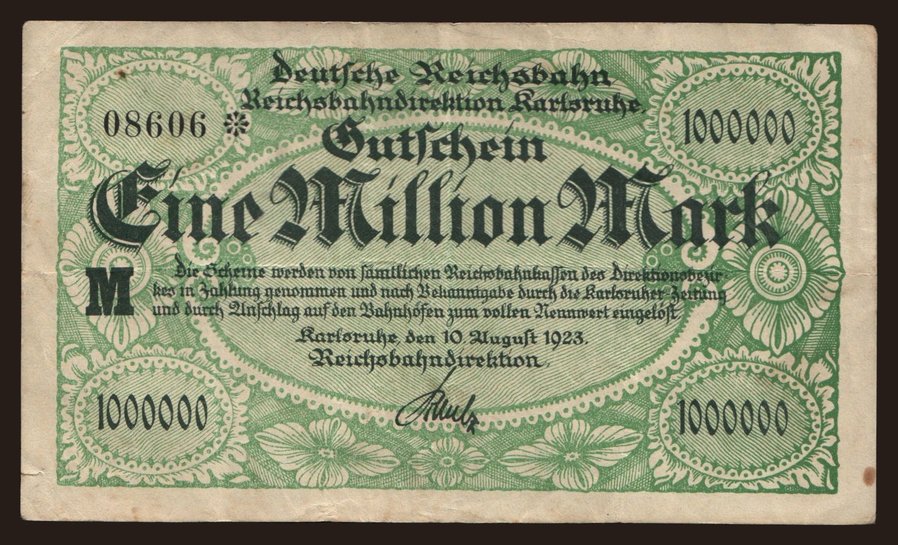 Deutsche Reichsbahn
Reichsbahndirektion Karlsruhe.
08606 *
1000000
Gutschein
Eine Million Mark
M
Die Scheine werden von sämtlichen Reichsbahnkassen des Direktionsbezir
kes in Zahlung genommen und nach Bekanntgabe durch die Karlsruher Zeitung
und durch Anschlag auf den Bahnhöfen zum vollen Nennwert eingelöst.
Karlsruhe, den 10. August 1923.
Reichsbahndirektion.
1000000
1000000